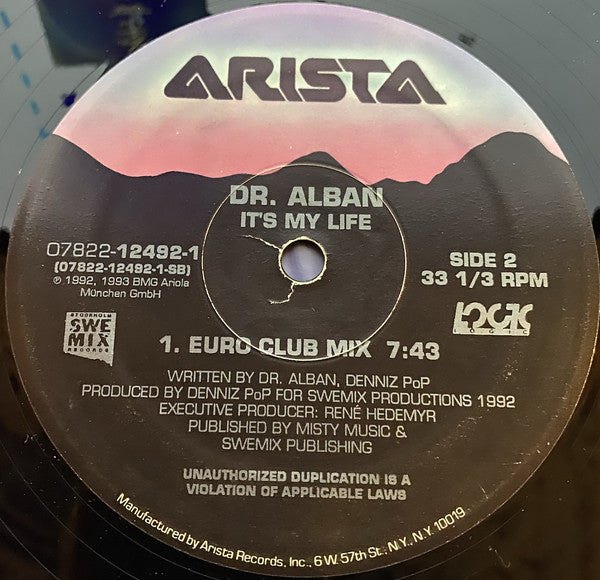 ARISTA
DR. ALBAN
IT'S MY LIFE
07822-12492-1
(07822-12492-1-SB)
℗ 1992, 1993 BMG Ariola
München GmbH
SIDE 2
33 1/3 RPM
STOCKHOLM
SWE
MIX
RECORDS
LOGIC
LOGIC
1. EURO CLUB MIX 7:43
WRITTEN BY DR. ALBAN, DENNIZ PoP
PRODUCED BY DENNIZ PoP FOR SWEMIX PRODUCTIONS 1992
EXECUTIVE PRODUCER: RENÉ HEDEMYR
PUBLISHED BY MISTY MUSIC &
SWEMIX PUBLISHING
UNAUTHORIZED DUPLICATION IS A
VIOLATION OF APPLICABLE LAWS
Manufactured by Arista Records, Inc., 6 W. 57th St., N.Y., N.Y. 10019